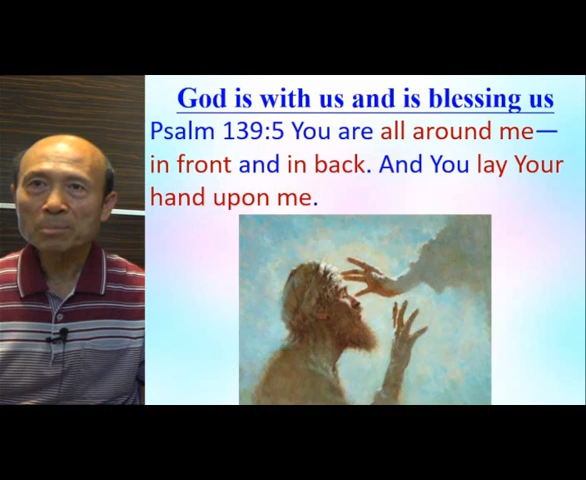 God is with us and is blessing us
Psalm 139:5 You are all around me—
in front and in back. And You lay Your
hand upon me.